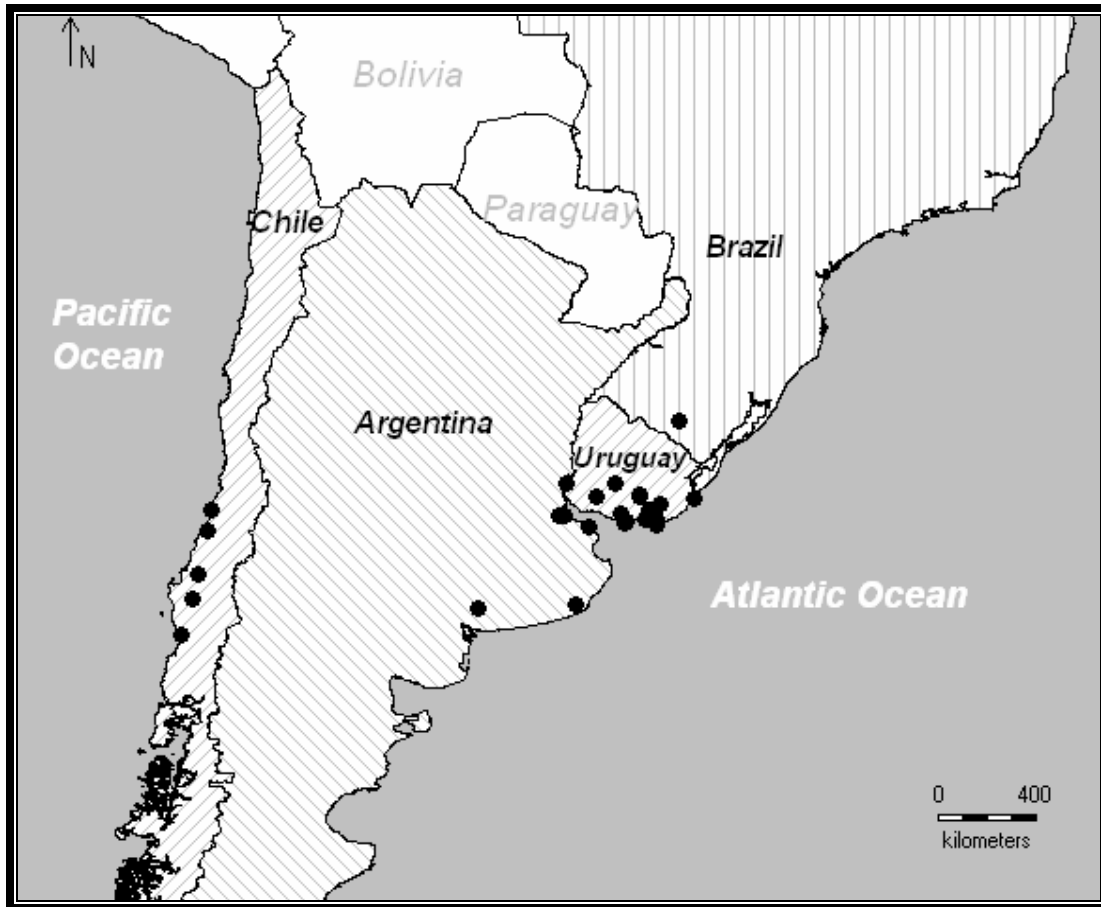 N
Bolivia
Paraguay
Chile
Brazil
Pacific
Ocean
Argentina
Uruguay
Atlantic Ocean
0 400
kilometers